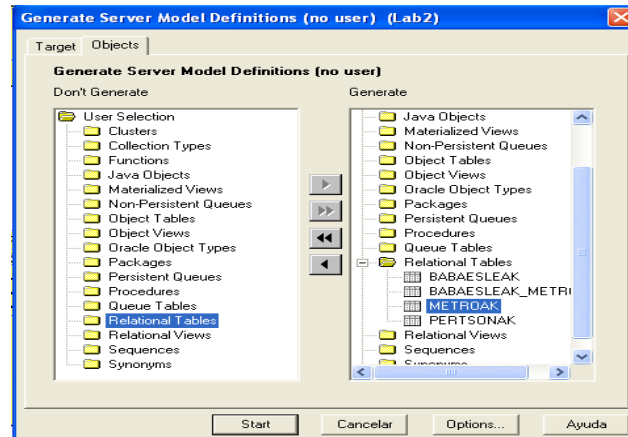 Generate Server Model Definitions (no user) (Lab2)
Target Objects
Generate Server Model Definitions (no user)
Don't Generate
User Selection
Clusters
Collection Types
Functions
Java Objects
Materialized Views
Non-Persistent Queues
Object Tables
Object Views
Oracle Object Types
Packages
Persistent Queues
Procedures
Queue Tables
Relational Tables
Relational Views
Sequences
Synonyms
Generate
Java Objects
Materialized Views
Non-Persistent Queues
Object Tables
Object Views
Oracle Object Types
Packages
Persistent Queues
Procedures
Queue Tables
Relational Tables
BABAESLEAK
BABAESLEAK_METRI
METROAK
PERTSONAK
Relational Views
Sequences
Synonyms
Start Cancelar Options... Ayuda